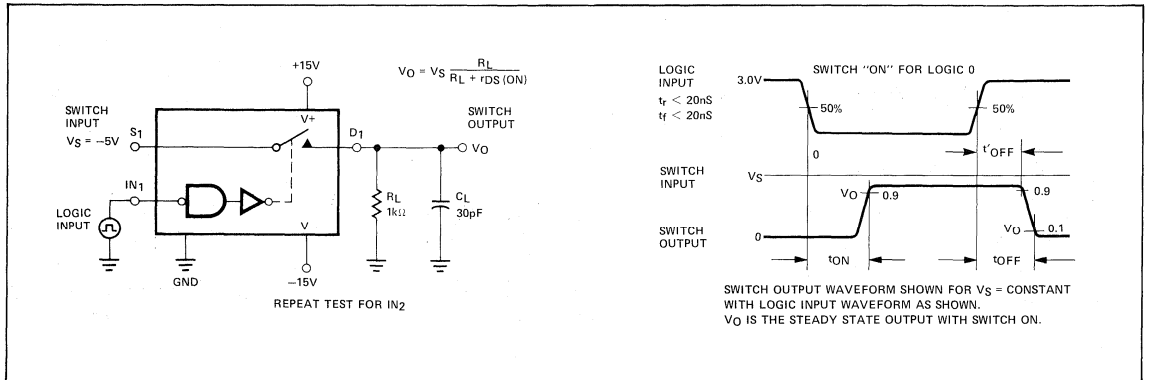 +15V
VO = VS RL
RL + rDS (ON)
SWITCH
INPUT
VS = −5V
S1
V+
D1
SWITCH
OUTPUT
VO
IN1
LOGIC
INPUT
RL
1kΩ
CL
30pF
V
GND
−15V
REPEAT TEST FOR IN2
LOGIC
INPUT
tr < 20nS
tf < 20nS
3.0V
SWITCH "ON" FOR LOGIC 0
50%
50%
0
t'OFF
SWITCH
INPUT
VS
VO
0.9
0.9
SWITCH
OUTPUT
0
VO
0.1
tON
tOFF
SWITCH OUTPUT WAVEFORM SHOWN FOR VS = CONSTANT
WITH LOGIC INPUT WAVEFORM AS SHOWN.
VO IS THE STEADY STATE OUTPUT WITH SWITCH ON.